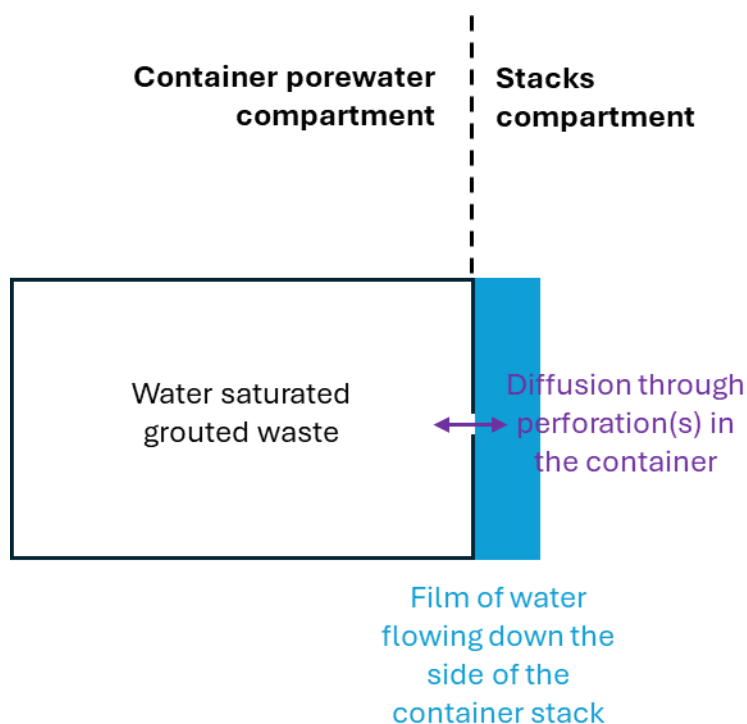 Container porewater
compartment
Stacks
compartment
Water saturated
grouted waste
Diffusion through
perforation(s) in
the container
Film of water
flowing down the
side of the
container stack